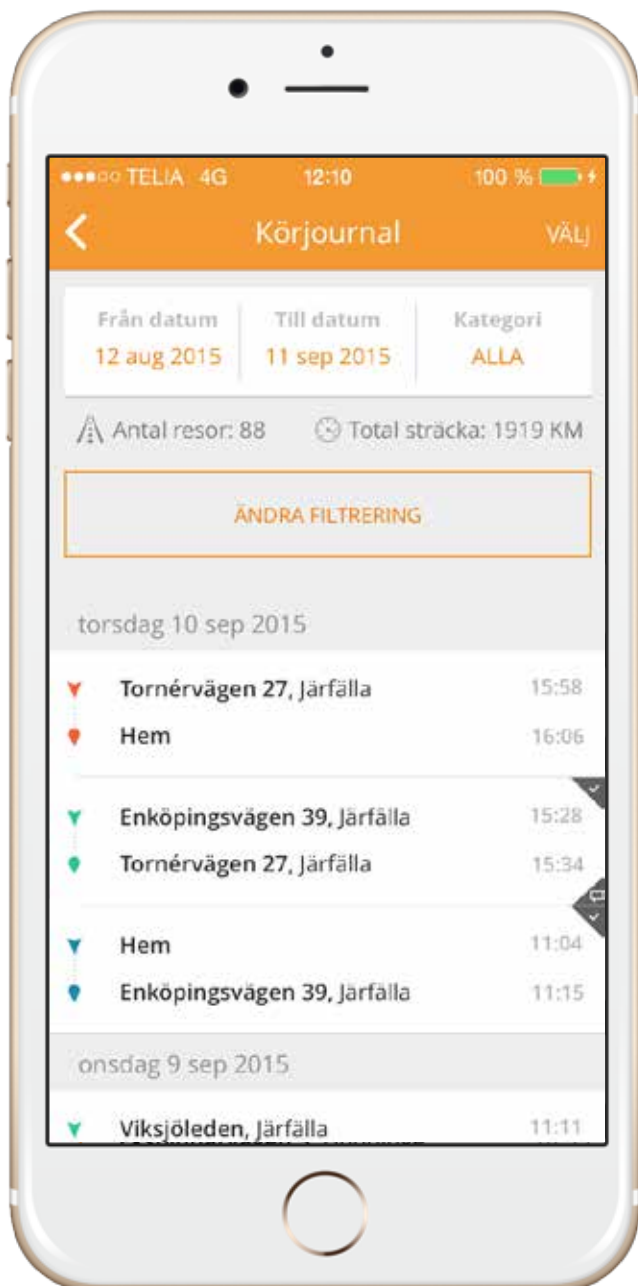 TELIA 4G 12:10 100 %
Körjournal VÄLJ
Från datum Till datum Kategori
12 aug 2015 11 sep 2015 ALLA
Antal resor: 88 Total sträcka: 1919 KM
ÄNDRA FILTRERING
torsdag 10 sep 2015
Tornérvägen 27, Järfälla 15:58
Hem 16:06
Enköpingsvägen 39, Järfälla 15:28
Tornérvägen 27, Järfälla 15:34
Hem 11:04
Enköpingsvägen 39, Järfälla 11:15
onsdag 9 sep 2015
Viksjöleden, Järfälla 11:11